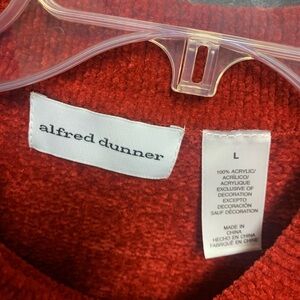 alfred dunner
L
100% ACRYLIC/
ACRÍLICO/
ACRYLIQUE
EXCLUSIVE OF
DECORATION
EXCEPTO
DECORACIÓN
SAUF DÉCORATION
MADE IN
CHINA
HECHO EN CHINA
FABRIQUÉ EN CHINE